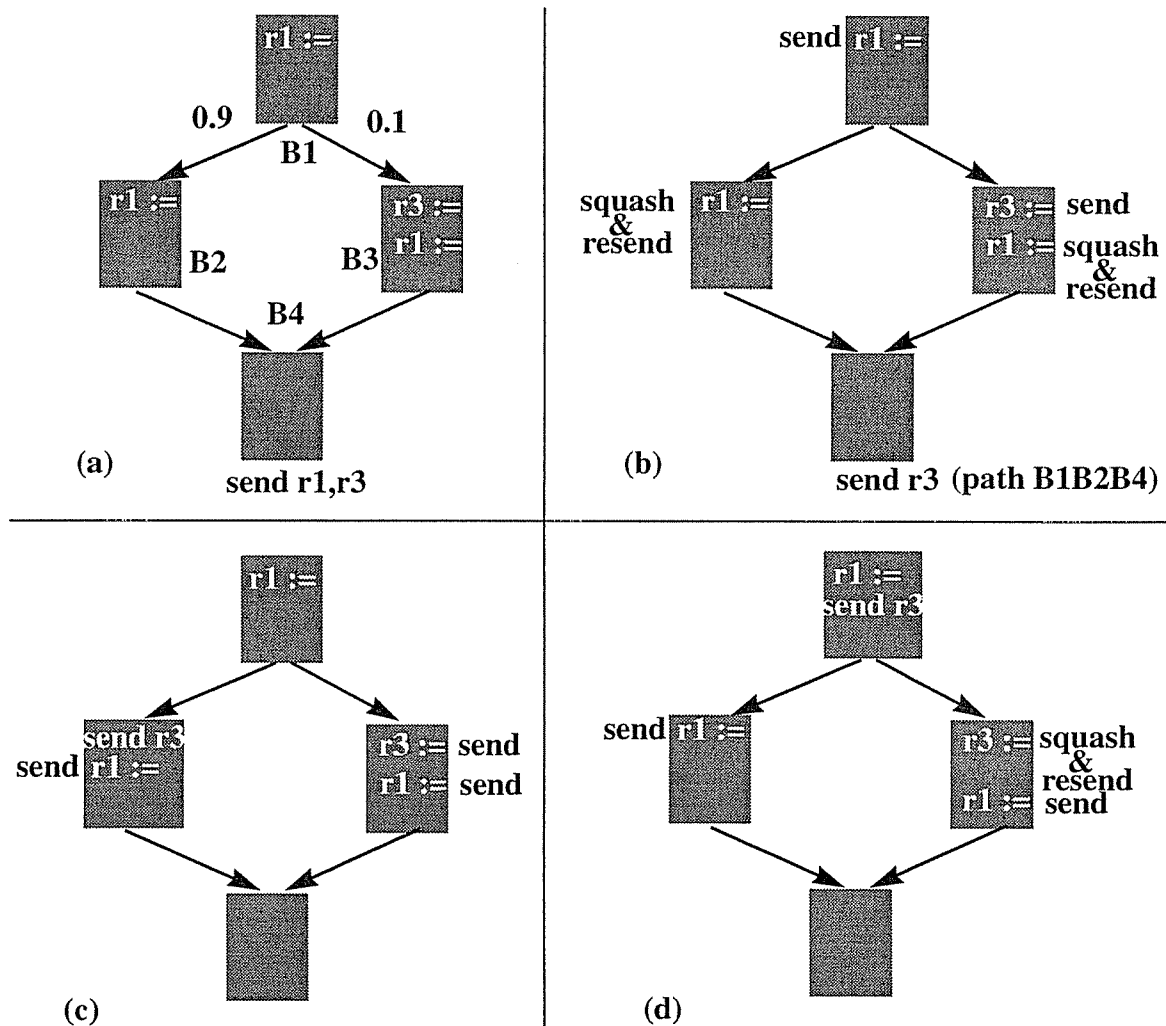 r1 :=
0.9
0.1
B1
r1 :=
r3 :=
r1 :=
B2
B3
B4
(a)
send r1,r3
send r1 :=
squash
&
resend
r1 :=
r3 := send
r1 := squash
&
resend
(b)
send r3 (path B1B2B4)
r1 :=
send r3
send r1 :=
r3 := send
r1 := send
(c)
r1 :=
send r3
send r1 :=
r3 := squash
&
resend
r1 := send
(d)